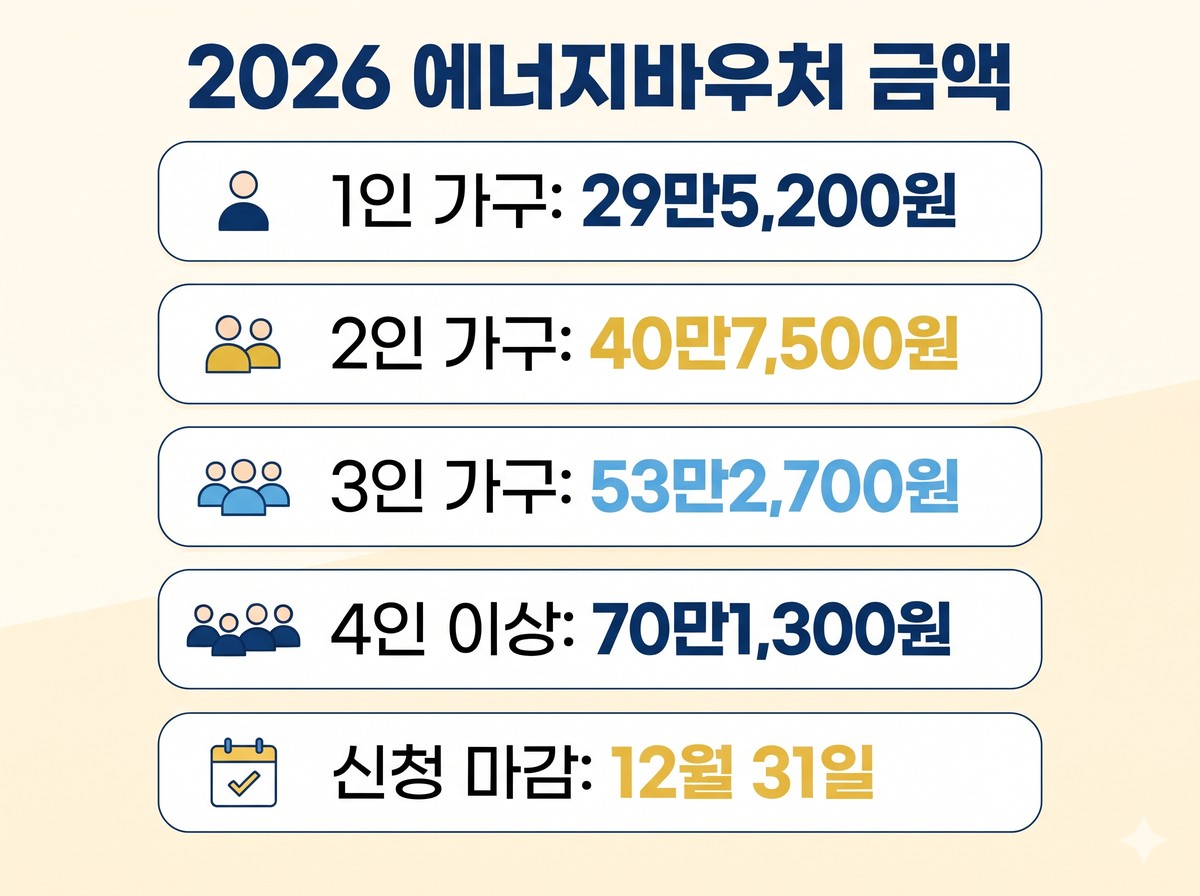 2026 에너지바우처 금액
1인 가구: 29만5,200원
2인 가구: 40만7,500원
3인 가구: 53만2,700원
4인 이상: 70만1,300원
신청 마감: 12월 31일